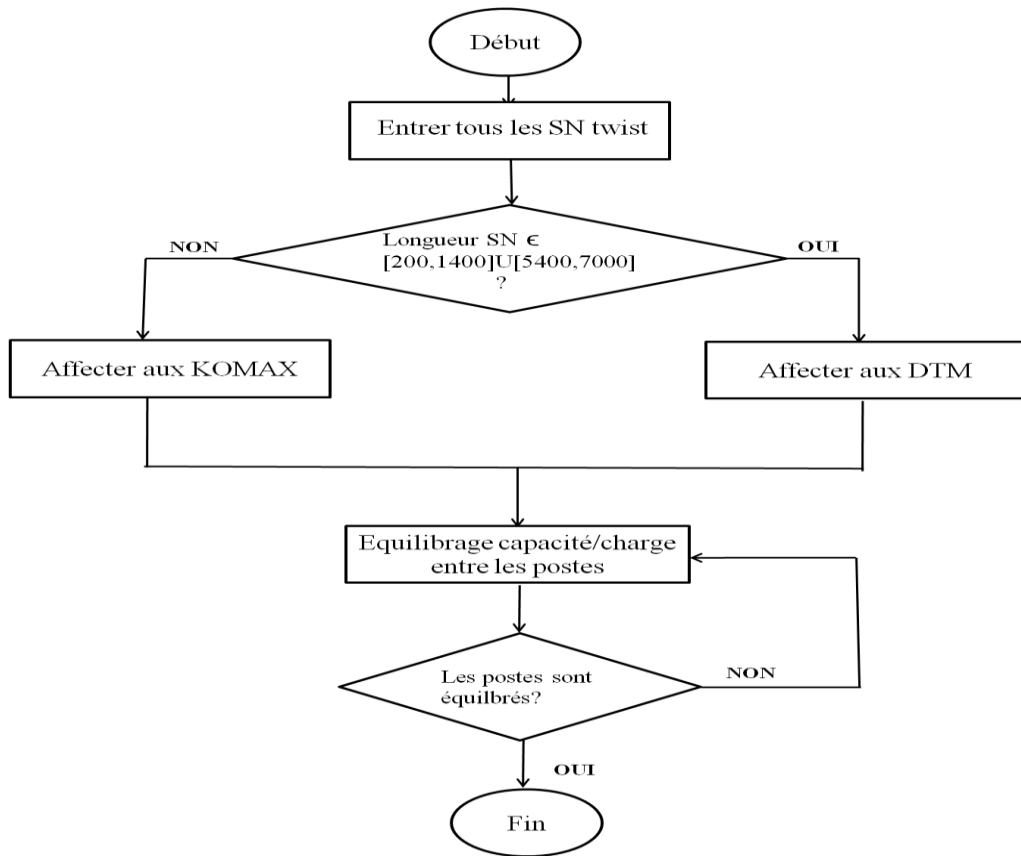 Début
Entrer tous les SN twist
Longueur SN ϵ
[200,1400]U[5400,7000]
?
NON
OUI
Affecter aux KOMAX
Affecter aux DTM
Equilibrage capacité/charge
entre les postes
Les postes sont
équilbrés?
NON
OUI
Fin